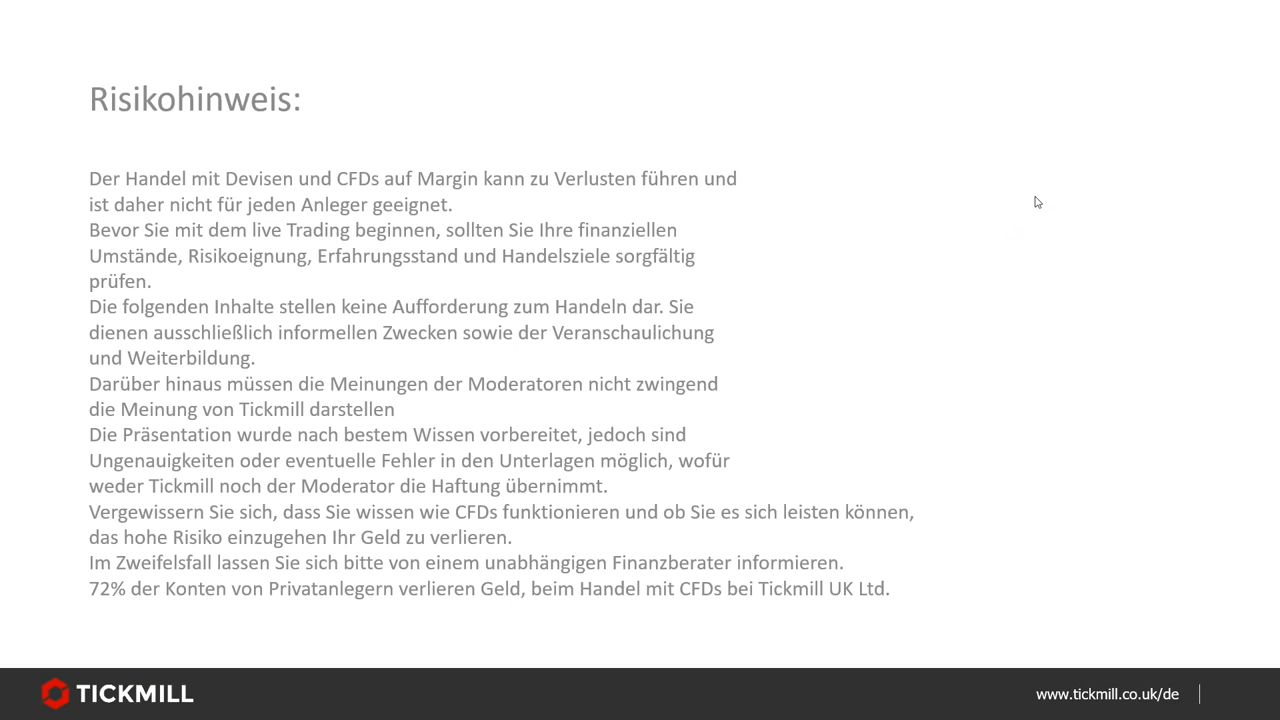 Risikohinweis:
Der Handel mit Devisen und CFDs auf Margin kann zu Verlusten führen und
ist daher nicht für jeden Anleger geeignet.
Bevor Sie mit dem live Trading beginnen, sollten Sie Ihre finanziellen
Umstände, Risikoeignung, Erfahrungsstand und Handelsziele sorgfältig
prüfen.
Die folgenden Inhalte stellen keine Aufforderung zum Handeln dar. Sie
dienen ausschließlich informellen Zwecken sowie der Veranschaulichung
und Weiterbildung.
Darüber hinaus müssen die Meinungen der Moderatoren nicht zwingend
die Meinung von Tickmill darstellen
Die Präsentation wurde nach bestem Wissen vorbereitet, jedoch sind
Ungenauigkeiten oder eventuelle Fehler in den Unterlagen möglich, wofür
weder Tickmill noch der Moderator die Haftung übernimmt.
Vergewissern Sie sich, dass Sie wissen wie CFDs funktionieren und ob Sie es sich leisten können,
das hohe Risiko einzugehen Ihr Geld zu verlieren.
Im Zweifelsfall lassen Sie sich bitte von einem unabhängigen Finanzberater informieren.
72% der Konten von Privatanlegern verlieren Geld, beim Handel mit CFDs bei Tickmill UK Ltd.
TICKMILL
www.tickmill.co.uk/de